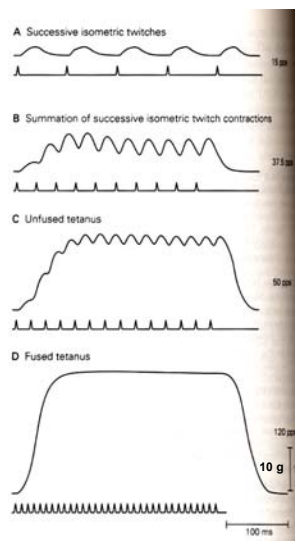 A Successive isometric twitches
15 pps
B Summation of successive isometric twitch contractions
37.5 pps
C Unfused tetanus
50 pps
D Fused tetanus
120 pps
10 g
100 ms